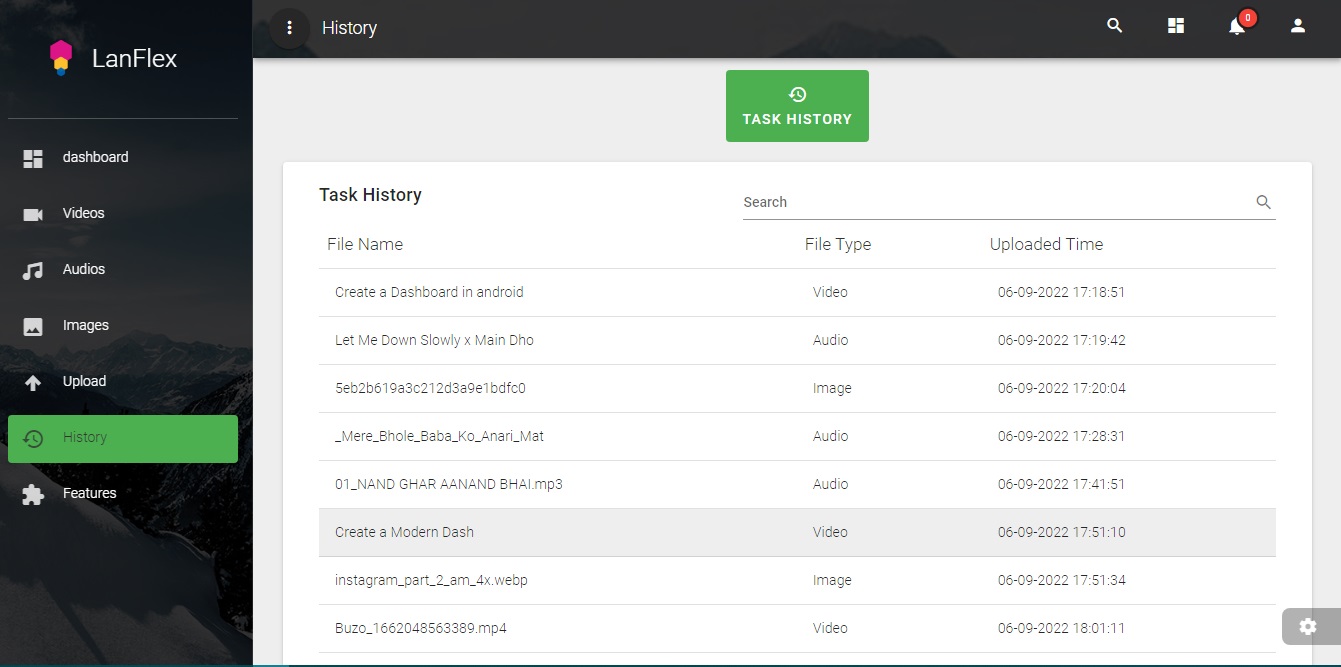 LanFlex
dashboard
Videos
Audios
Images
Upload
History
Features
History
0
TASK HISTORY
Task History
Search
File Name File Type Uploaded Time
Create a Dashboard in android Video 06-09-2022 17:18:51
Let Me Down Slowly x Main Dho Audio 06-09-2022 17:19:42
5eb2b619a3c212d3a9e1bdfc0 Image 06-09-2022 17:20:04
_Mere_Bhole_Baba_Ko_Anari_Mat Audio 06-09-2022 17:28:31
01_NAND GHAR AANAND BHAI.mp3 Audio 06-09-2022 17:41:51
Create a Modern Dash Video 06-09-2022 17:51:10
instagram_part_2_am_4x.webp Image 06-09-2022 17:51:34
Buzo_1662048563389.mp4 Video 06-09-2022 18:01:11